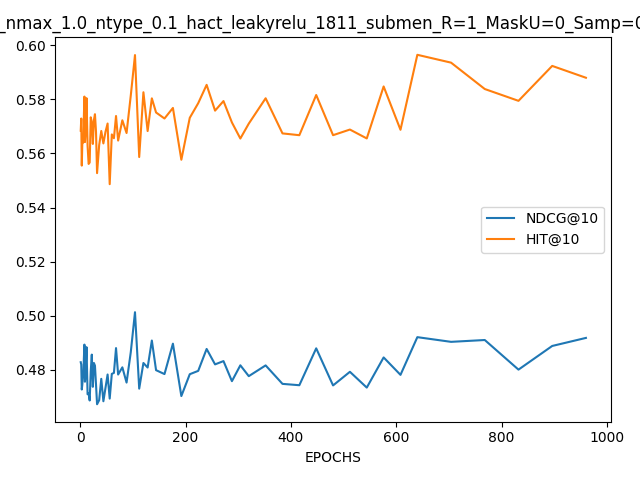 _nmax_1.0_ntype_0.1_hact_leakyrelu_1811_submen_R=1_MaskU=0_Samp=0
0.60
0.58
0.56
0.54
0.52
0.50
0.48
NDCG@10
HIT@10
0 200 400 600 800 1000
EPOCHS